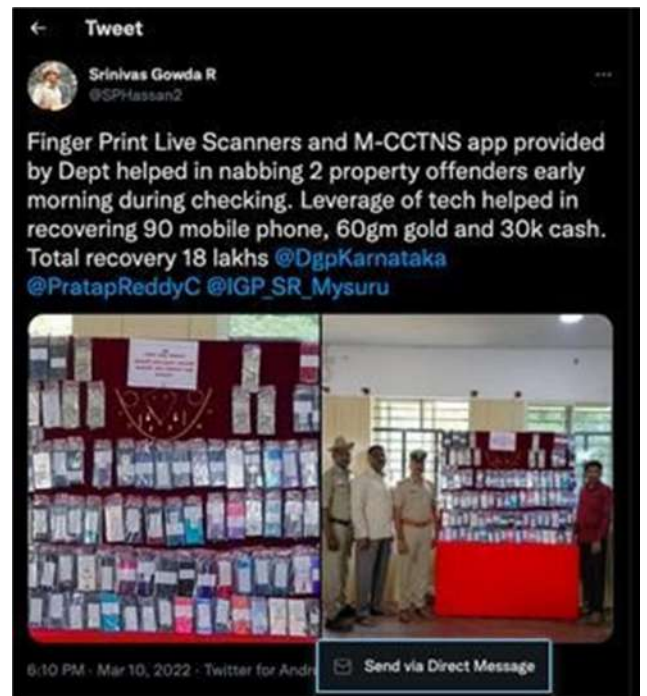 Tweet
Srinivas Gowda R
@SPHassan2
Finger Print Live Scanners and M-CCTNS app provided
by Dept helped in nabbing 2 property offenders early
morning during checking. Leverage of tech helped in
recovering 90 mobile phone, 60gm gold and 30k cash.
Total recovery 18 lakhs @DgpKarnataka
@PratapReddyC @IGP_SR_Mysuru
6:10 PM · Mar 10, 2022 · Twitter for Andr
Send via Direct Message